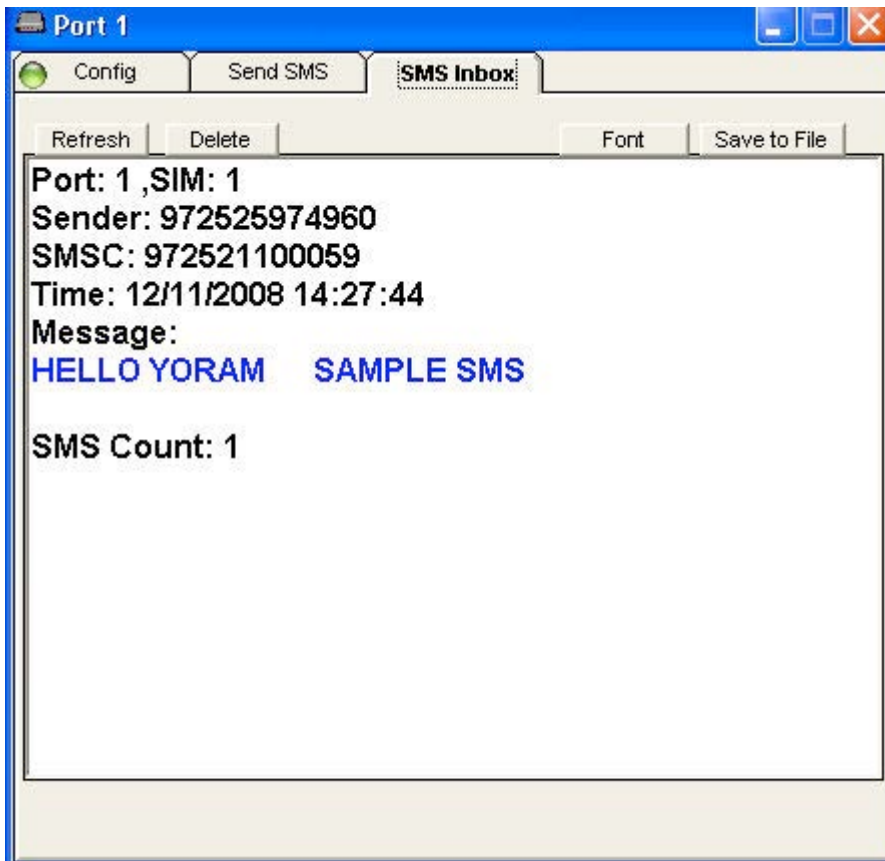 Port 1
Config Send SMS SMS Inbox
Refresh Delete Font Save to File
Port: 1 ,SIM: 1
Sender: 972525974960
SMSC: 972521100059
Time: 12/11/2008 14:27:44
Message:
HELLO YORAM SAMPLE SMS
SMS Count: 1